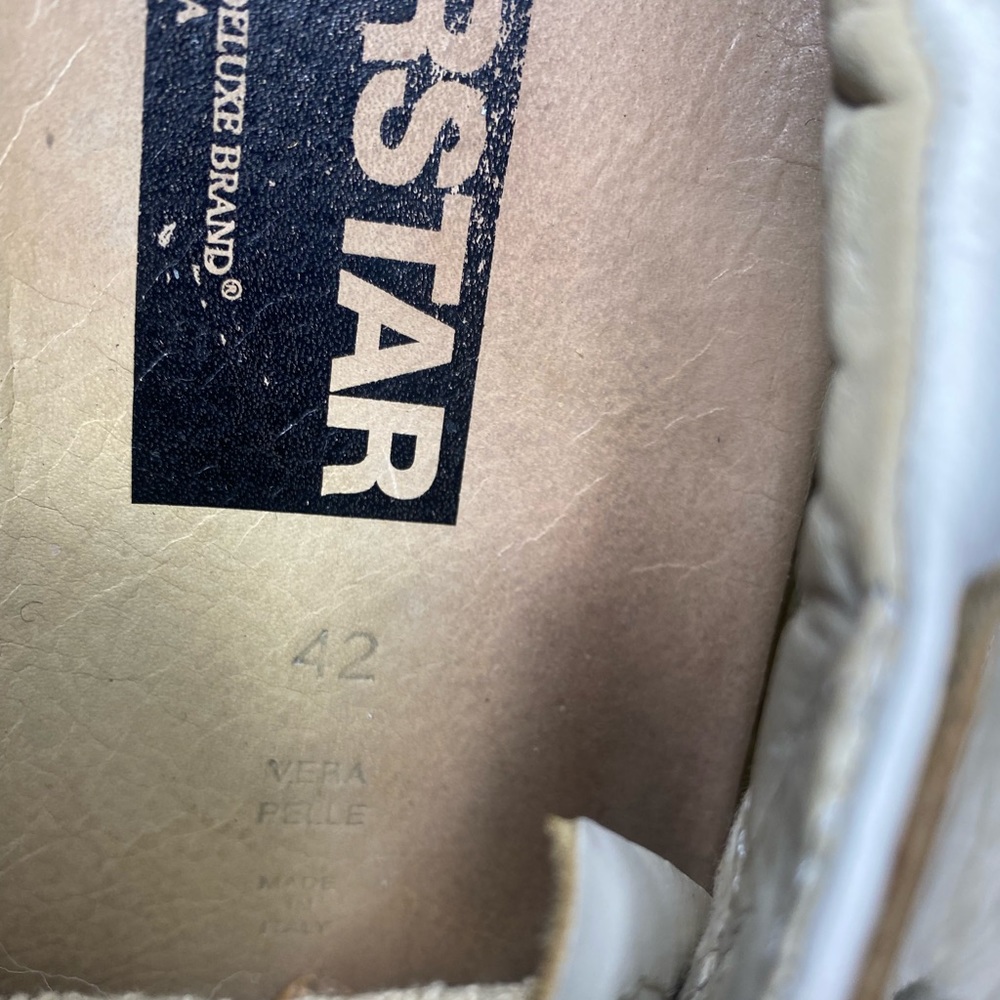 RSTAR
DELUXE BRAND®
A
42
VERA
PELLE
MADE
IN
ITALY